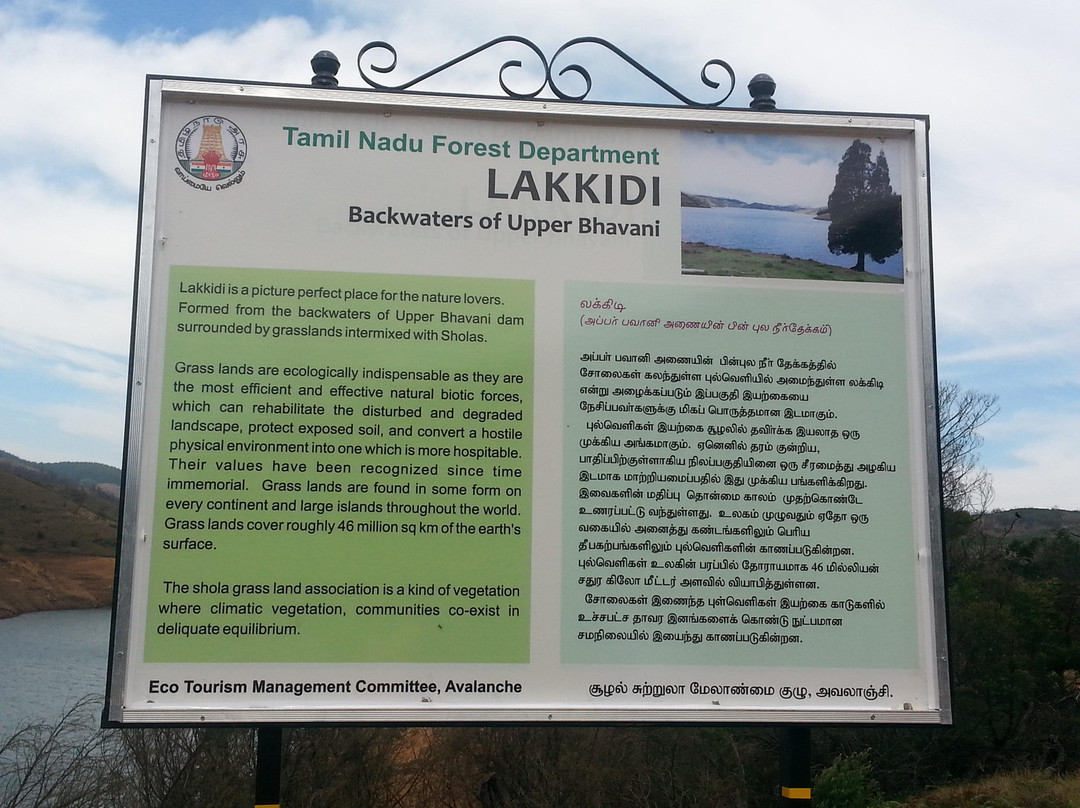 தமிழ்நாடு அரசு
வாய்மையே வெல்லும்
Tamil Nadu Forest Department
LAKKIDI
Backwaters of Upper Bhavani
Lakkidi is a picture perfect place for the nature lovers.
Formed from the backwaters of Upper Bhavani dam
surrounded by grasslands intermixed with Sholas.
Grass lands are ecologically indispensable as they are
the most efficient and effective natural biotic forces,
which can rehabilitate the disturbed and degraded
landscape, protect exposed soil, and convert a hostile
physical environment into one which is more hospitable.
Their values have been recognized since time
immemorial. Grass lands are found in some form on
every continent and large islands throughout the world.
Grass lands cover roughly 46 million sq km of the earth's
surface.
The shola grass land association is a kind of vegetation
where climatic vegetation, communities co-exist in
deliquate equilibrium.
Eco Tourism Management Committee, Avalanche
லக்கிடி
(அப்பர் பவானி அணையின் பின் புல நீர்தேக்கம்)
அப்பர் பவானி அணையின் பின்புல நீர் தேக்கத்தில்
சோலைகள் கலந்துள்ள புல்வெளியில் அமைந்துள்ள லக்கிடி
என்று அழைக்கப்படும் இப்பகுதி இயற்கையை
நேசிப்பவர்களுக்கு மிகப் பொருத்தமான இடமாகும்.
புல்வெளிகள் இயற்கை சூழலில் தவிர்க்க இயலாத ஒரு
முக்கிய அங்கமாகும். ஏனெனில் தரம் குன்றிய,
பாதிப்பிற்குள்ளாகிய நிலப்பகுதியினை ஒரு சீரமைத்து அழகிய
இடமாக மாற்றியமைப்பதில் இது முக்கிய பங்களிக்கிறது.
இவைகளின் மதிப்பு தொன்மை காலம் முதற்கொண்டே
உணரப்பட்டு வந்துள்ளது. உலகம் முழுவதும் ஏதோ ஒரு
வகையில் அனைத்து கண்டங்களிலும் பெரிய
தீபகற்பங்களிலும் புல்வெளிகளின் காணப்படுகின்றன.
புல்வெளிகள் உலகின் பரப்பில் தோராயமாக 46 மில்லியன்
சதுர கிலோ மீட்டர் அளவில் வியாபித்துள்ளன.
சோலைகள் இணைந்த புள்வெளிகள் இயற்கை காடுகளில்
உச்சபட்ச தாவர இனங்களைக் கொண்டு நுட்பமான
சமநிலையில் இயைந்து காணப்படுகின்றன.
சூழல் சுற்றுலா மேலாண்மை குழு, அவலாஞ்சி.